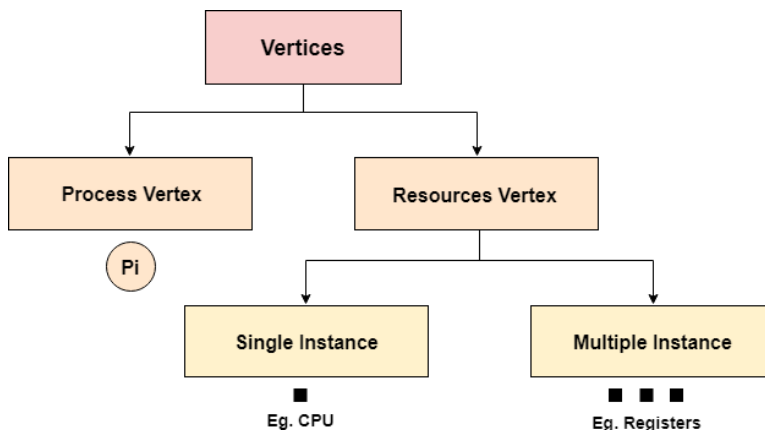 Vertices
Process Vertex
Resources Vertex
Pi
Single Instance
Multiple Instance
Eg. CPU
Eg. Registers